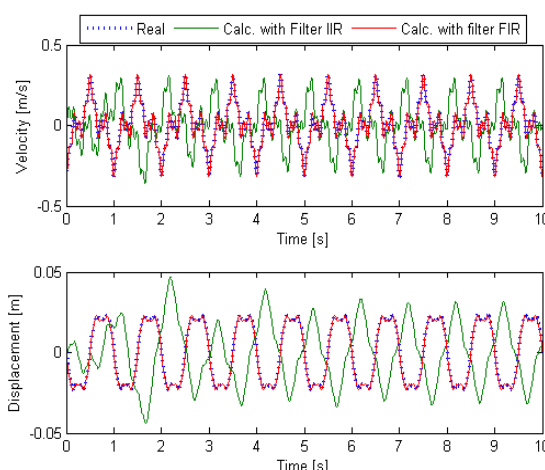 Real Calc. with Filter IIR Calc. with filter FIR
0.5
0
-0.5
Velocity [m/s]
0 1 2 3 4 5 6 7 8 9 10
Time [s]
0.05
0
-0.05
Displacement [m]
0 1 2 3 4 5 6 7 8 9 10
Time [s]